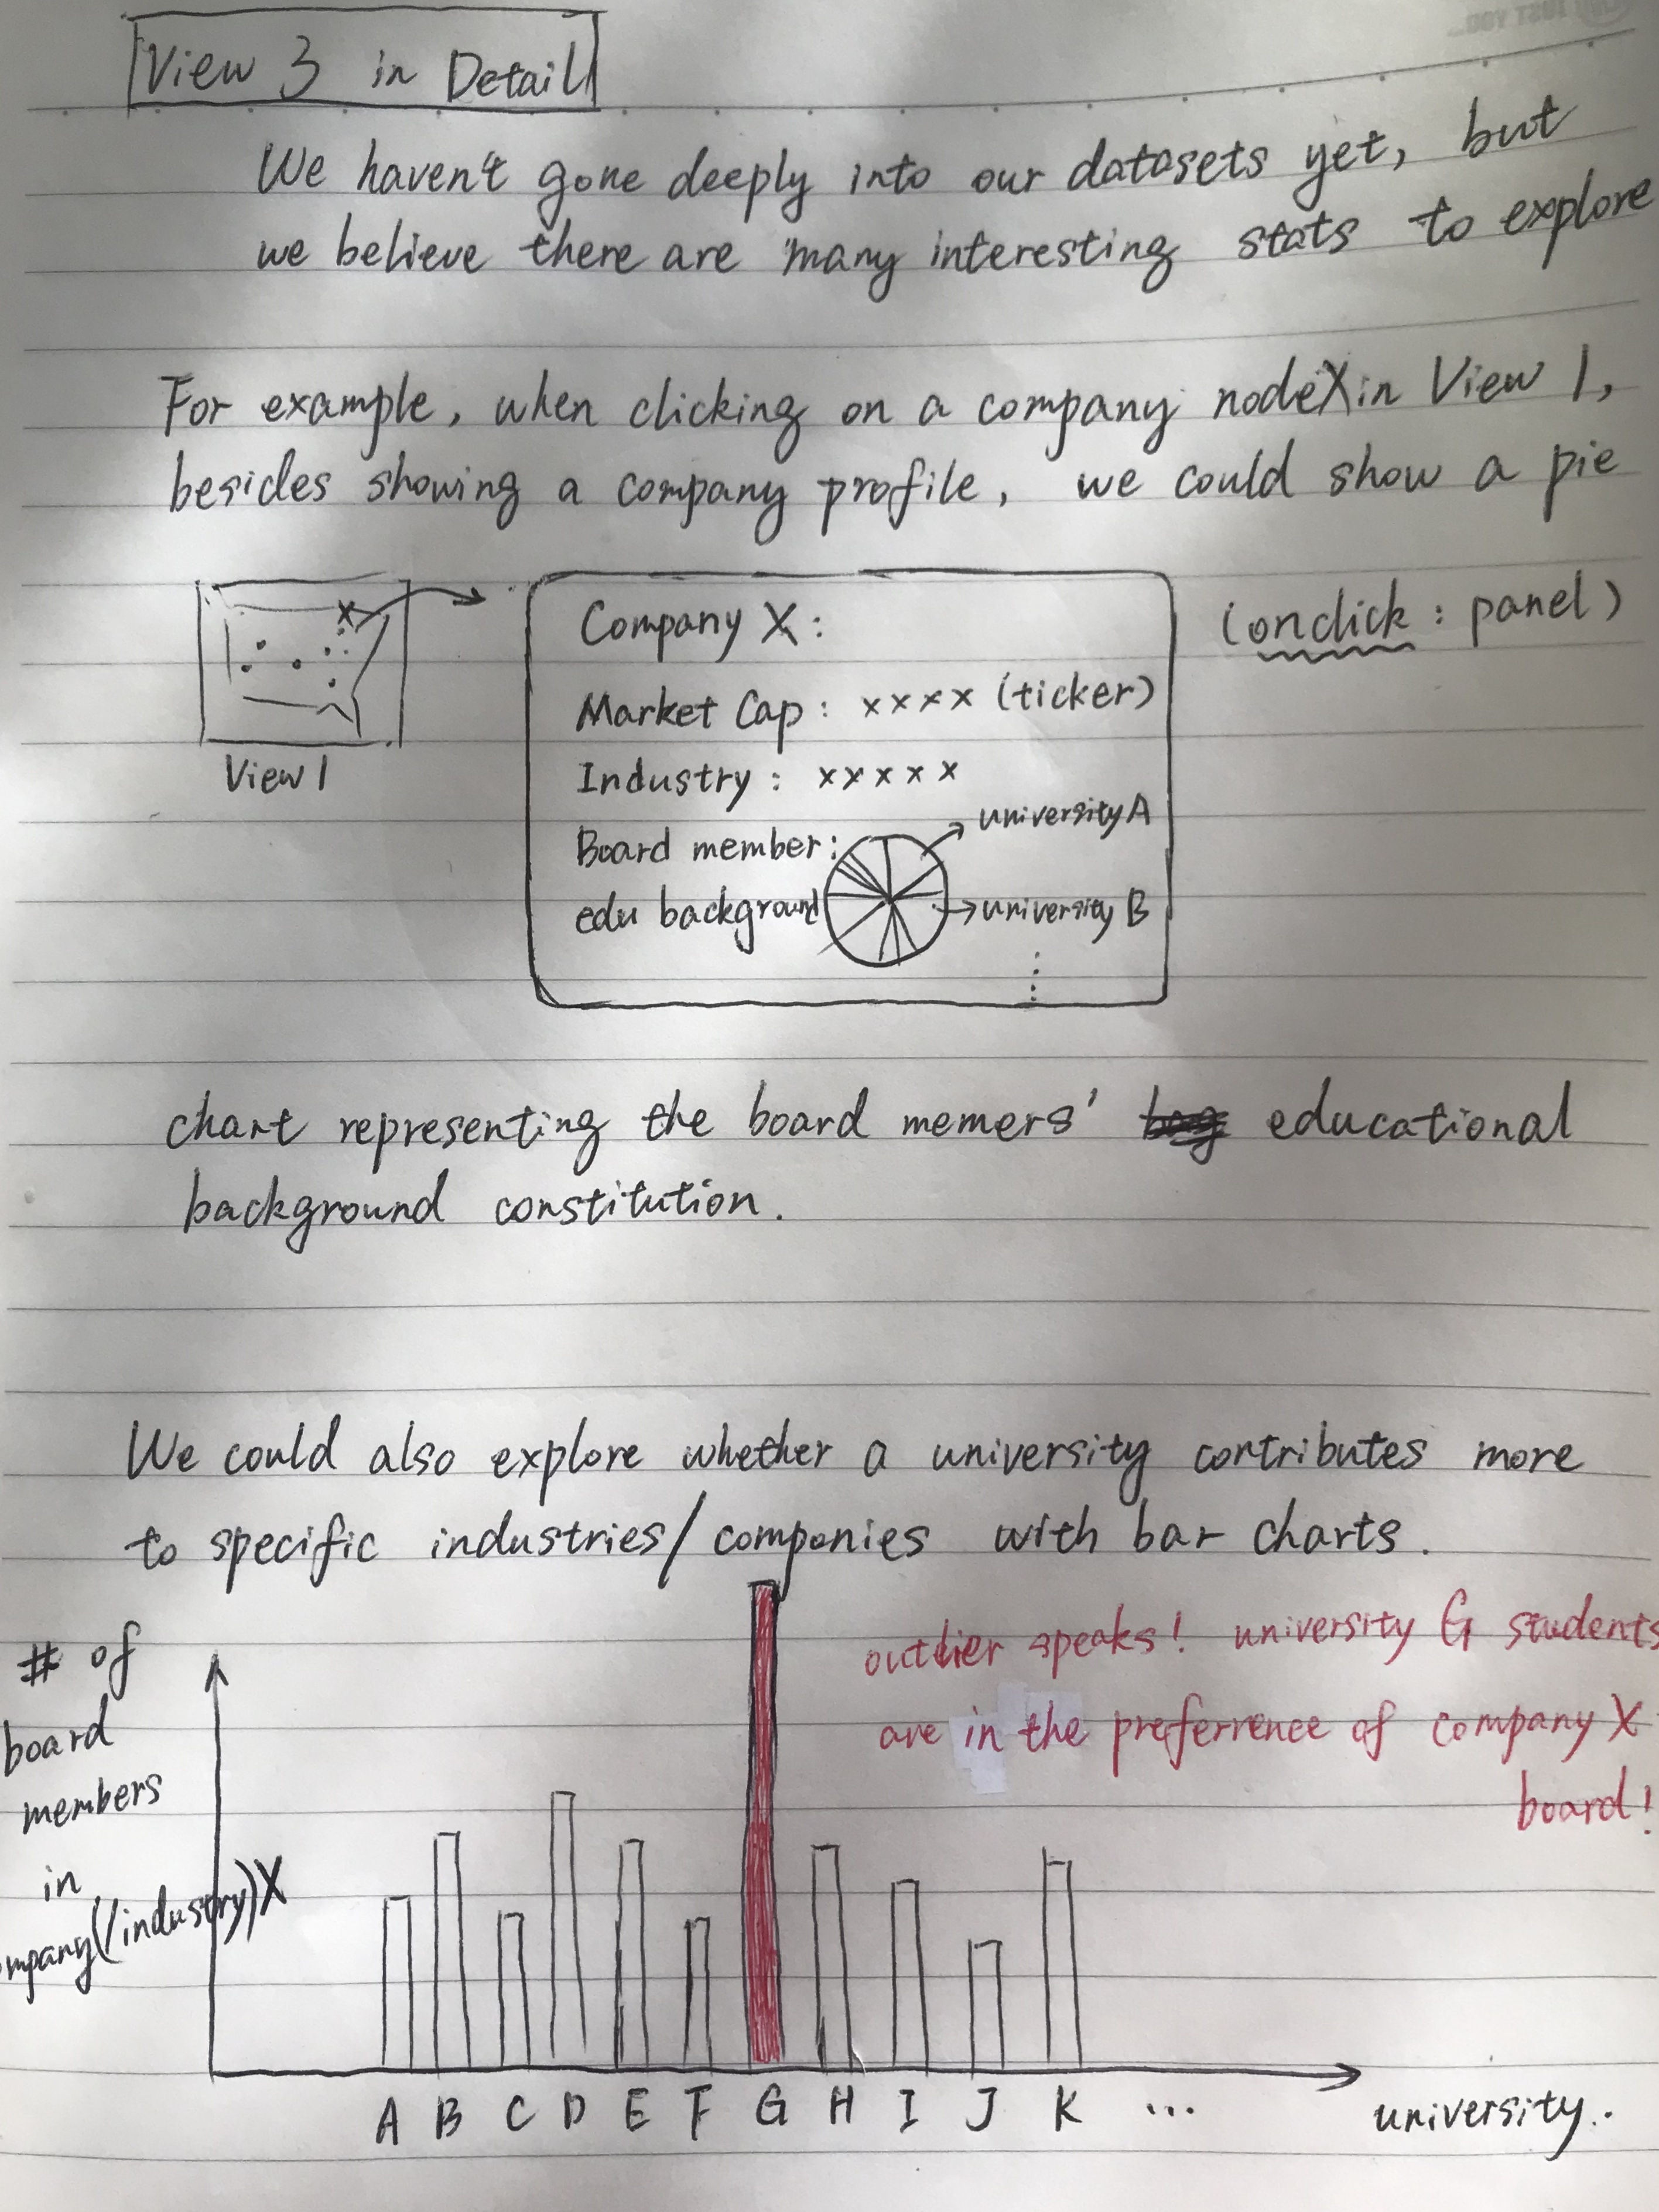 View 3 in Detail
We haven't gone deeply into our datasets yet, but
we believe there are many interesting stats to explore
For example, when clicking on a company node X in View 1,
besides showing a company profile, we could show a pie
View 1
Company X:
Market Cap: xxxx (ticker)
Industry: xxxxx
Board member:
edu background
university A
university B
(onclick: panel)
chart representing the board memers' educational
background constitution.
We could also explore whether a university contributes more
to specific industries/companies with bar charts.
# of
board
members
in
ompany(/industry)X
outlier speaks! university G students
are in the preferrence of company X
board!
A B C D E F G H I J K ...
university..